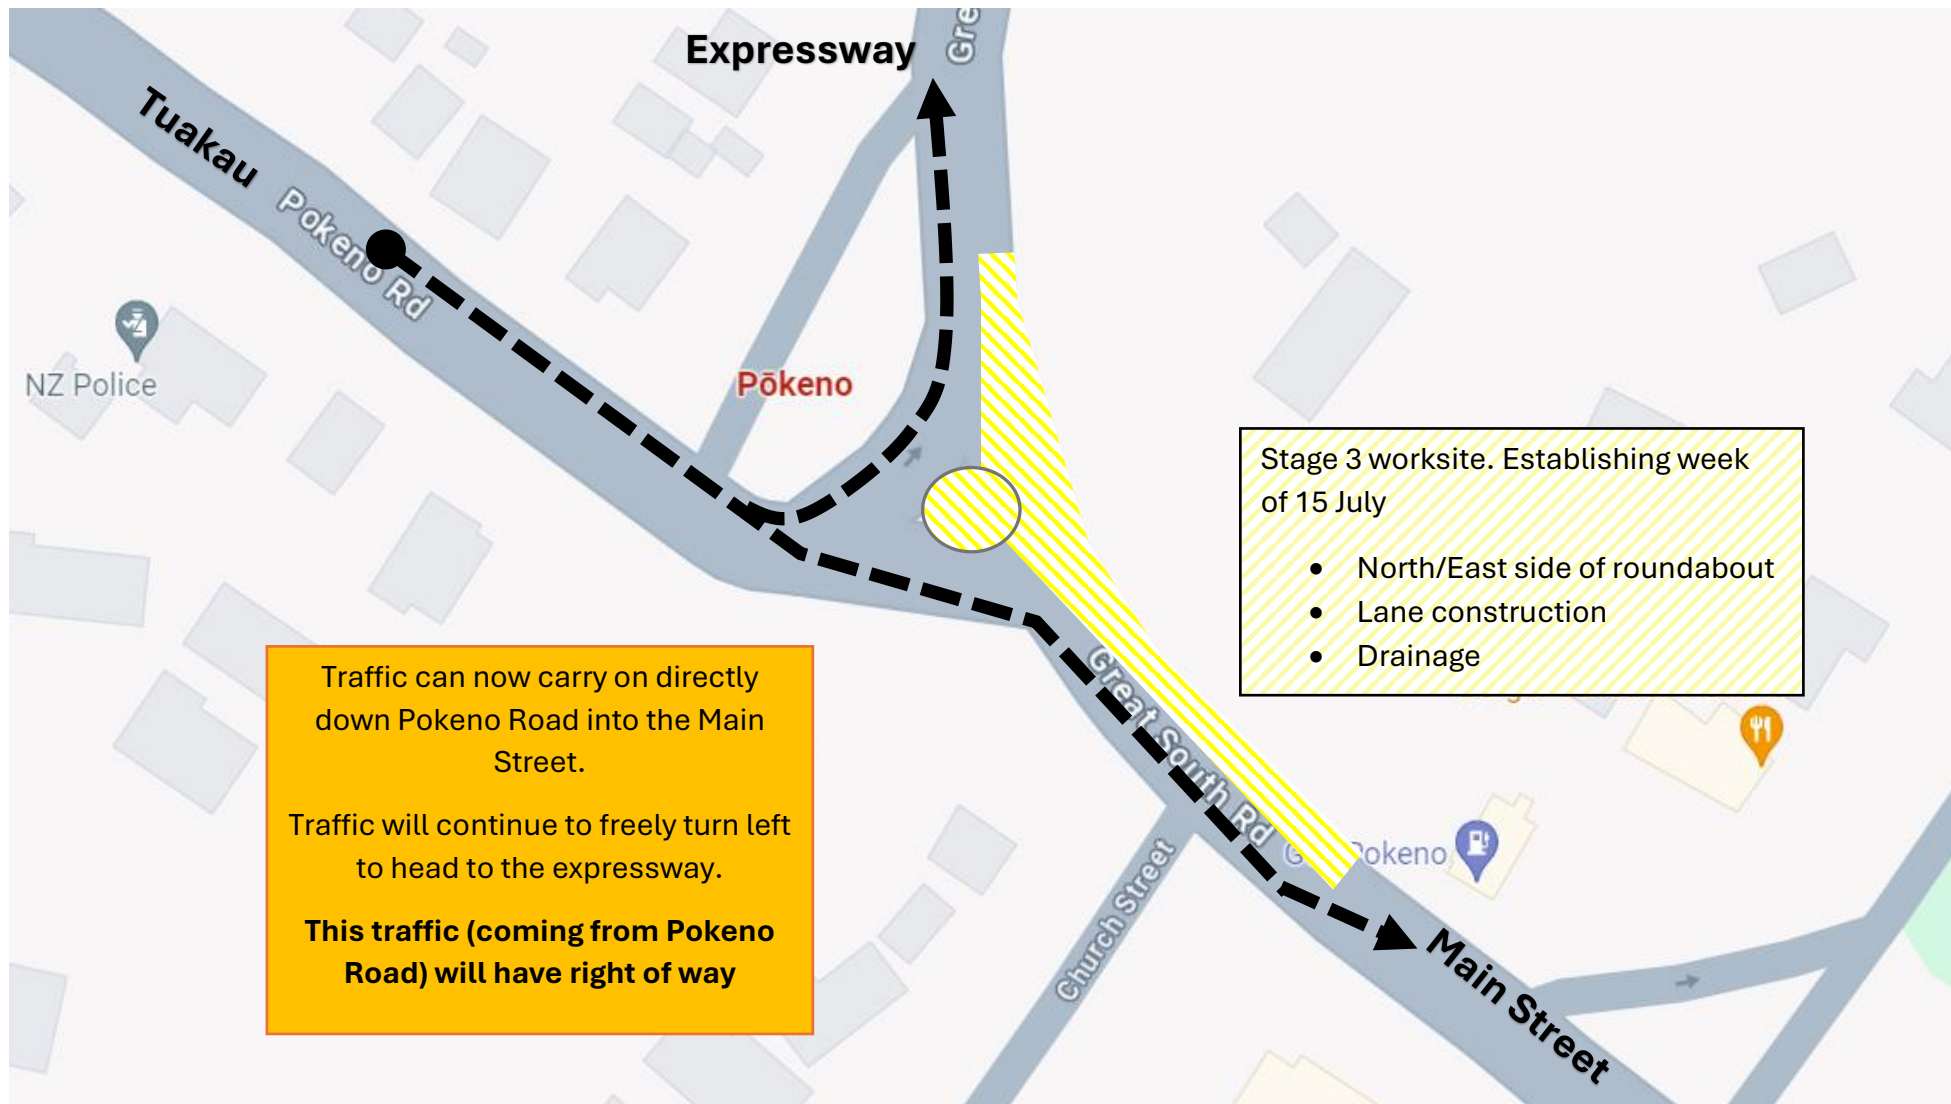 Expressway
Gre
Tuakau
Pokeno Rd
NZ Police
Pōkeno
Stage 3 worksite. Establishing week
of 15 July
• North/East side of roundabout
• Lane construction
• Drainage
Traffic can now carry on directly
down Pokeno Road into the Main
Street.
Traffic will continue to freely turn left
to head to the expressway.
This traffic (coming from Pokeno
Road) will have right of way
Great South Rd
Church Street
Pokeno
Main Street